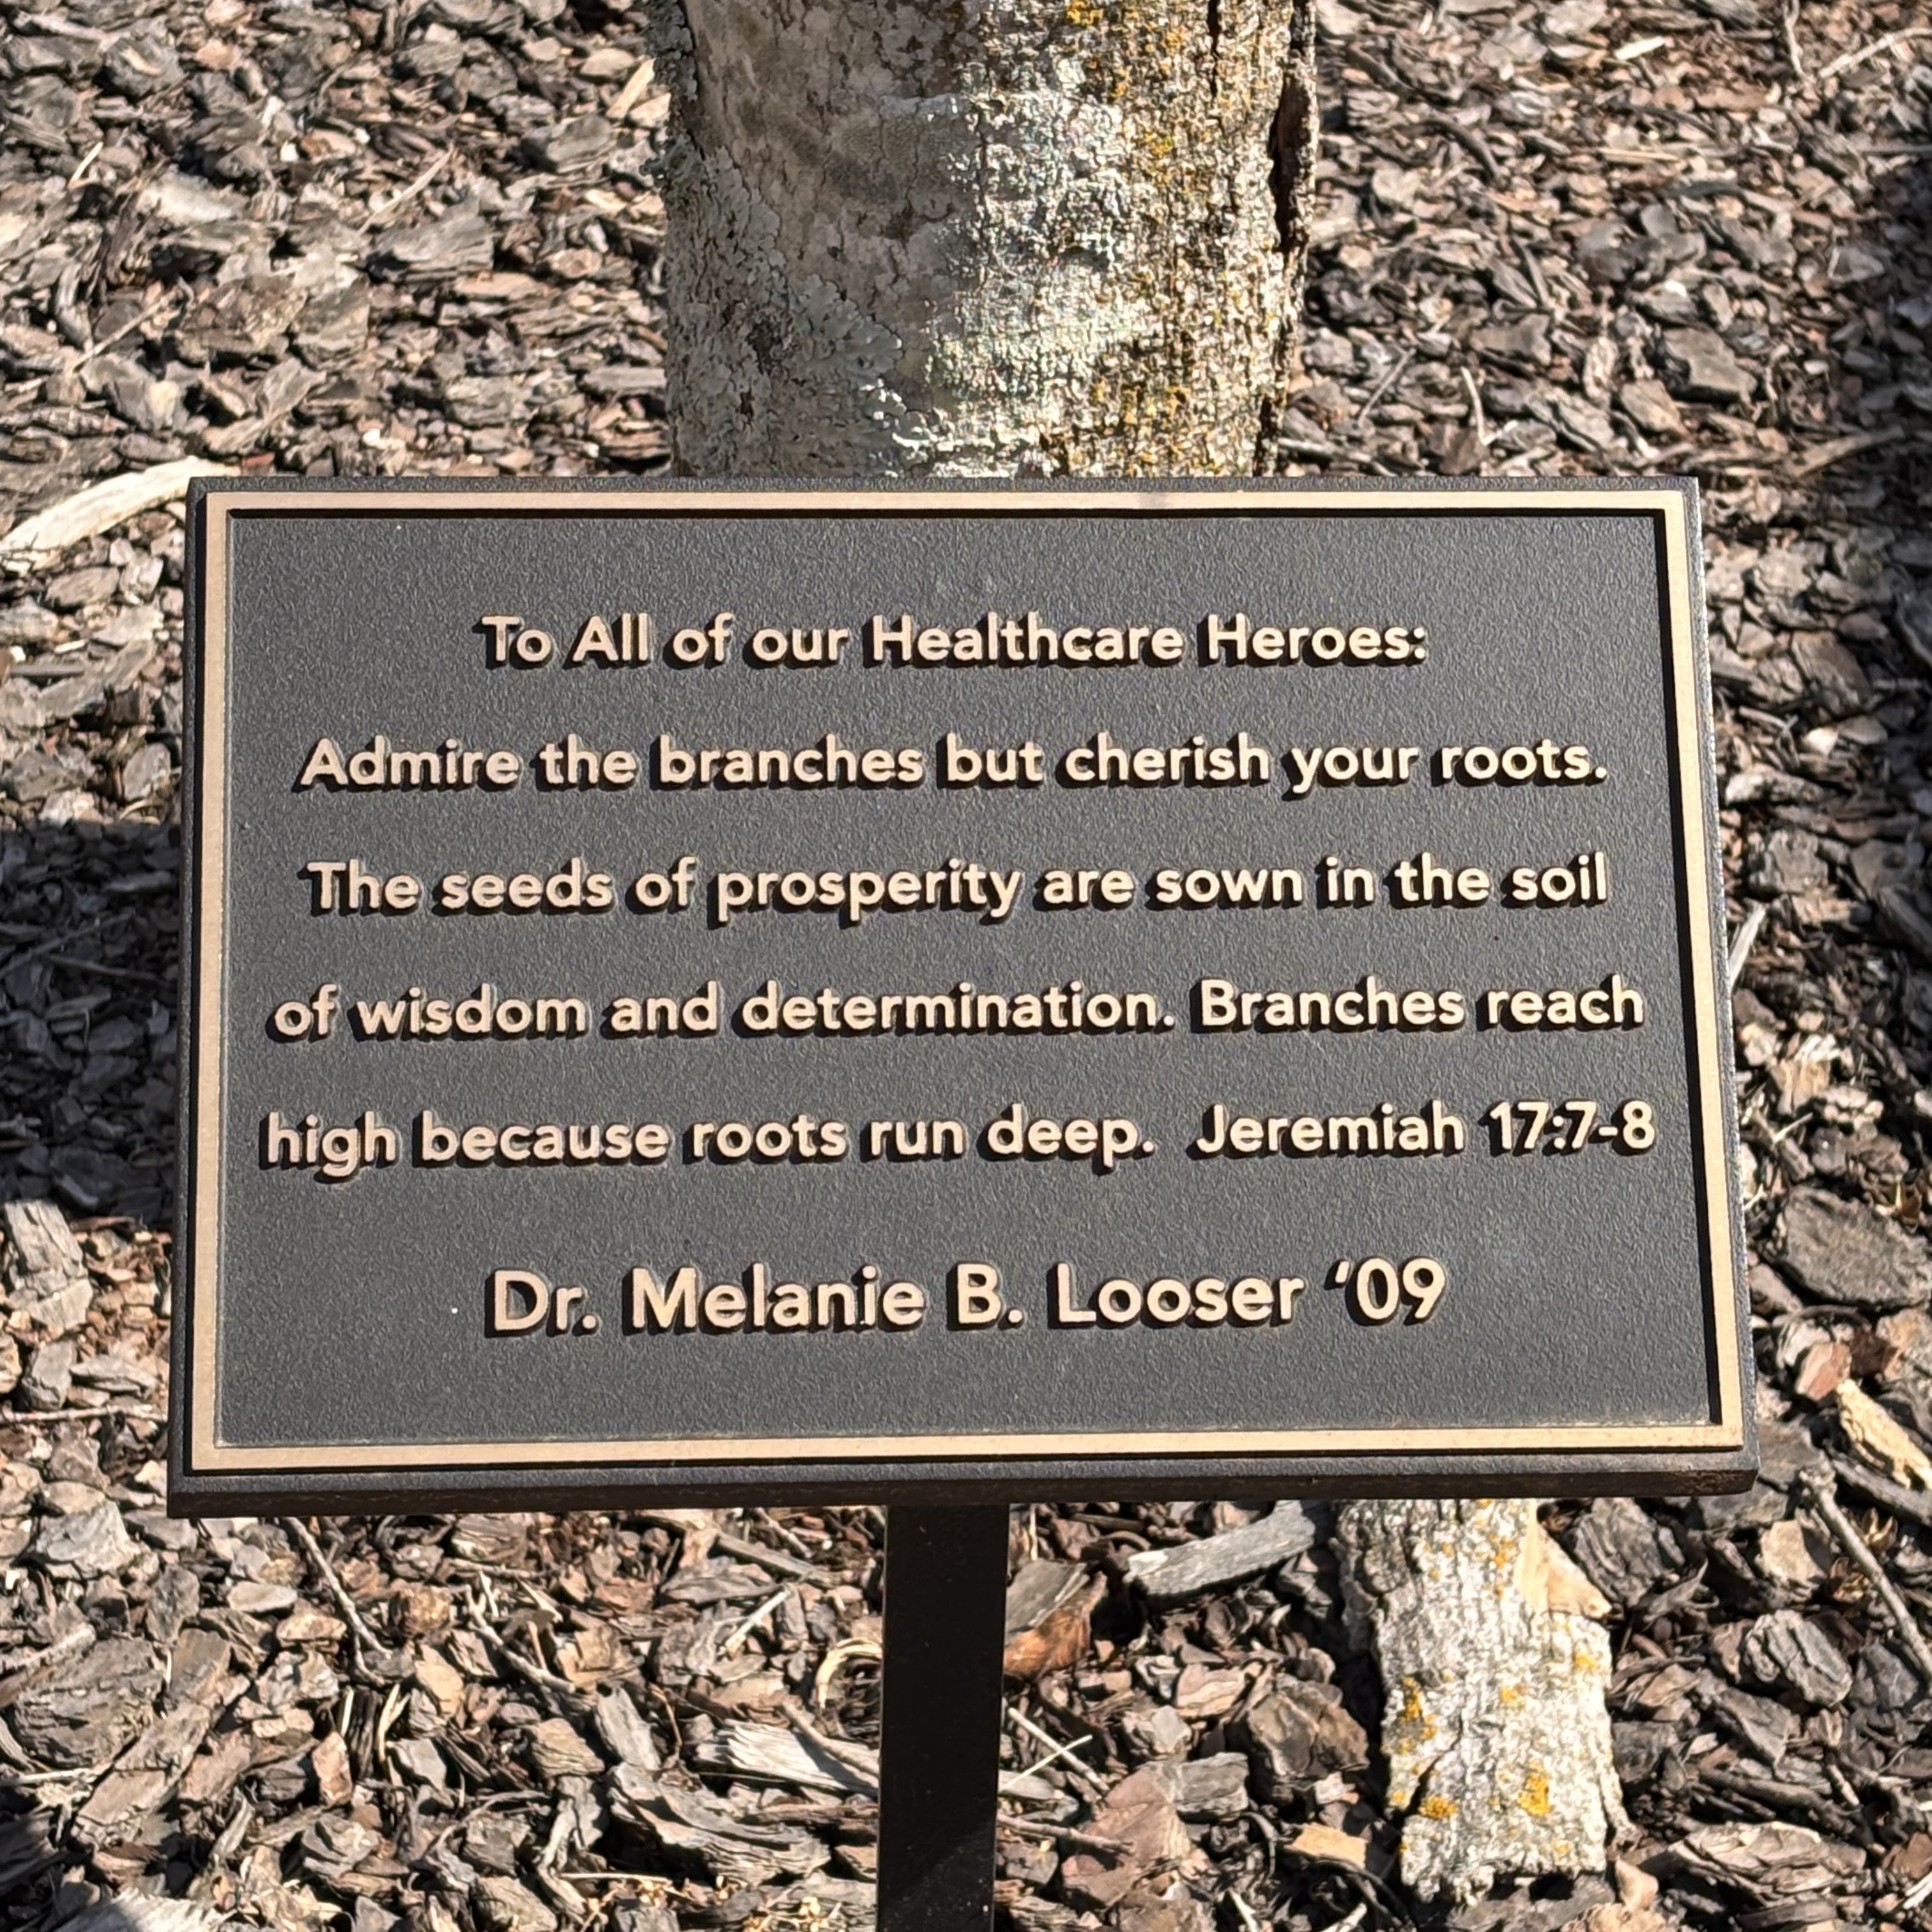 To All of our Healthcare Heroes:
Admire the branches but cherish your roots.
The seeds of prosperity are sown in the soil
of wisdom and determination. Branches reach
high because roots run deep. Jeremiah 17:7-8
Dr. Melanie B. Looser ‘09